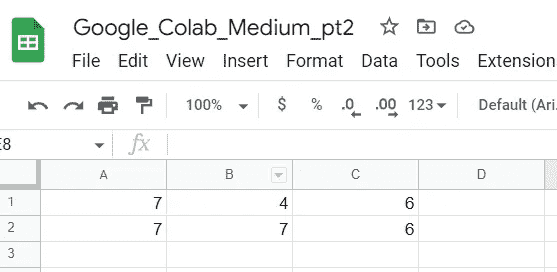 Google_Colab_Medium_pt2
File Edit View Insert Format Data Tools Extension
100% $ % .0 .00 123 Default (Ari.
E8 fx
A B C D
1 7 4 6
2 7 7 6
3